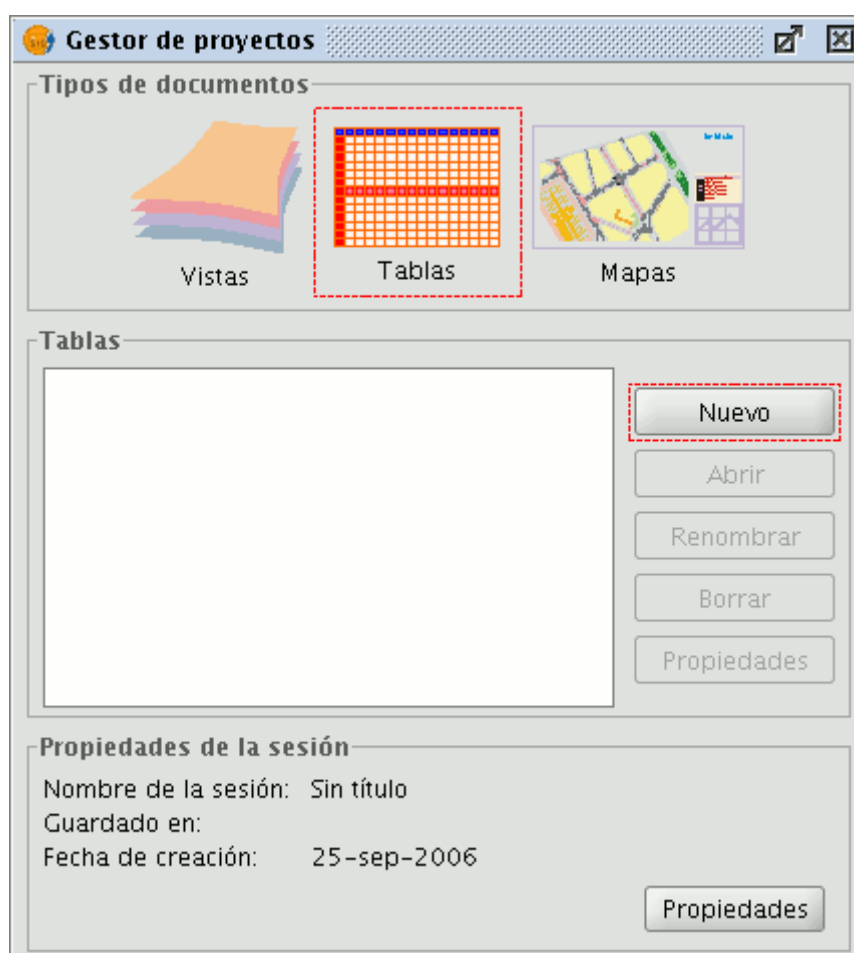 Gestor de proyectos
Tipos de documentos
Vistas
Tablas
Mapas
Tablas
Nuevo
Abrir
Renombrar
Borrar
Propiedades
Propiedades de la sesión
Nombre de la sesión: Sin título
Guardado en:
Fecha de creación: 25-sep-2006
Propiedades